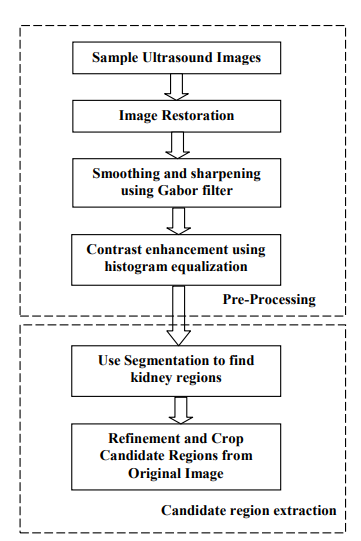 Sample Ultrasound Images
Image Restoration
Smoothing and sharpening
using Gabor filter
Contrast enhancement using
histogram equalization
Pre-Processing
Use Segmentation to find
kidney regions
Refinement and Crop
Candidate Regions from
Original Image
Candidate region extraction